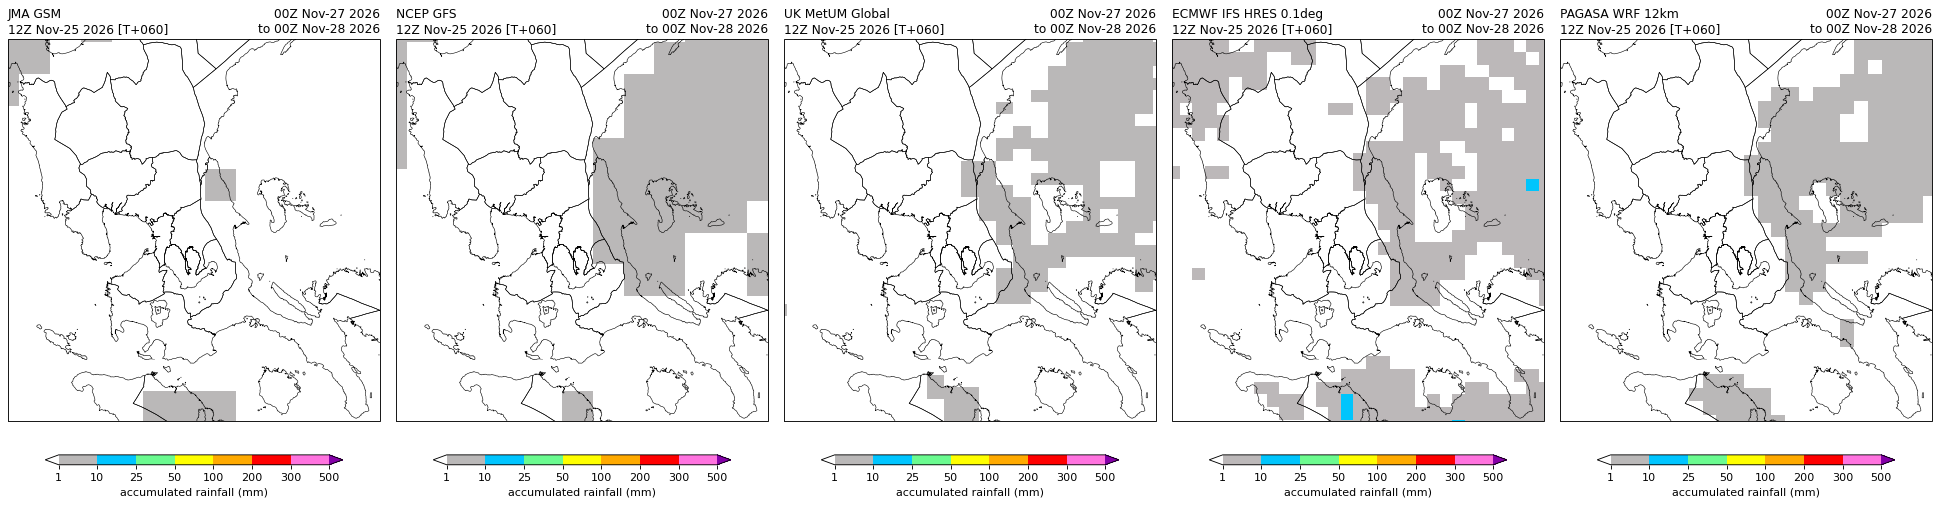 JMA GSM 00Z Nov-27 2026
12Z Nov-25 2026 [T+060] to 00Z Nov-28 2026
NCEP GFS 00Z Nov-27 2026
12Z Nov-25 2026 [T+060] to 00Z Nov-28 2026
UK MetUM Global 00Z Nov-27 2026
12Z Nov-25 2026 [T+060] to 00Z Nov-28 2026
ECMWF IFS HRES 0.1deg 00Z Nov-27 2026
12Z Nov-25 2026 [T+060] to 00Z Nov-28 2026
PAGASA WRF 12km 00Z Nov-27 2026
12Z Nov-25 2026 [T+060] to 00Z Nov-28 2026
1 10 25 50 100 200 300 500
accumulated rainfall (mm)
1 10 25 50 100 200 300 500
accumulated rainfall (mm)
1 10 25 50 100 200 300 500
accumulated rainfall (mm)
1 10 25 50 100 200 300 500
accumulated rainfall (mm)
1 10 25 50 100 200 300 500
accumulated rainfall (mm)